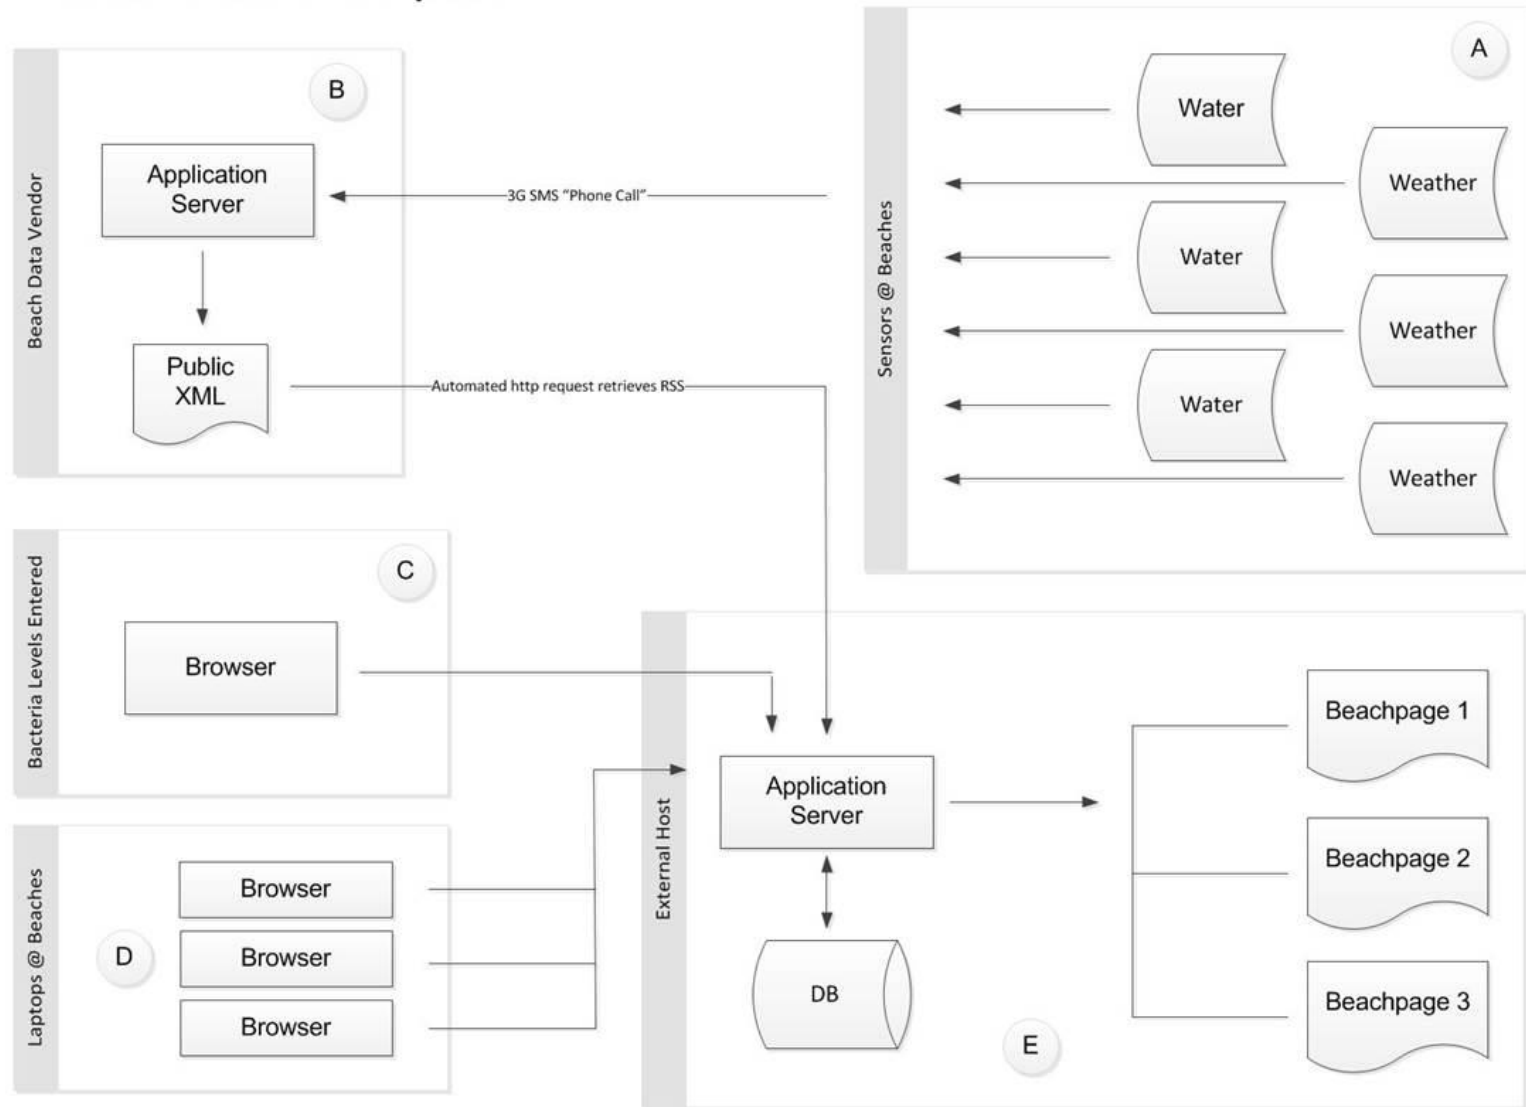 B
Beach Data Vendor
Application
Server
3G SMS "Phone Call"
Public
XML
Automated http request retrieves RSS
A
Sensors @ Beaches
Water
Weather
Water
Weather
Water
Weather
C
Bacteria Levels Entered
Browser
D
Laptops @ Beaches
Browser
Browser
Browser
External Host
Application
Server
DB
E
Beachpage 1
Beachpage 2
Beachpage 3